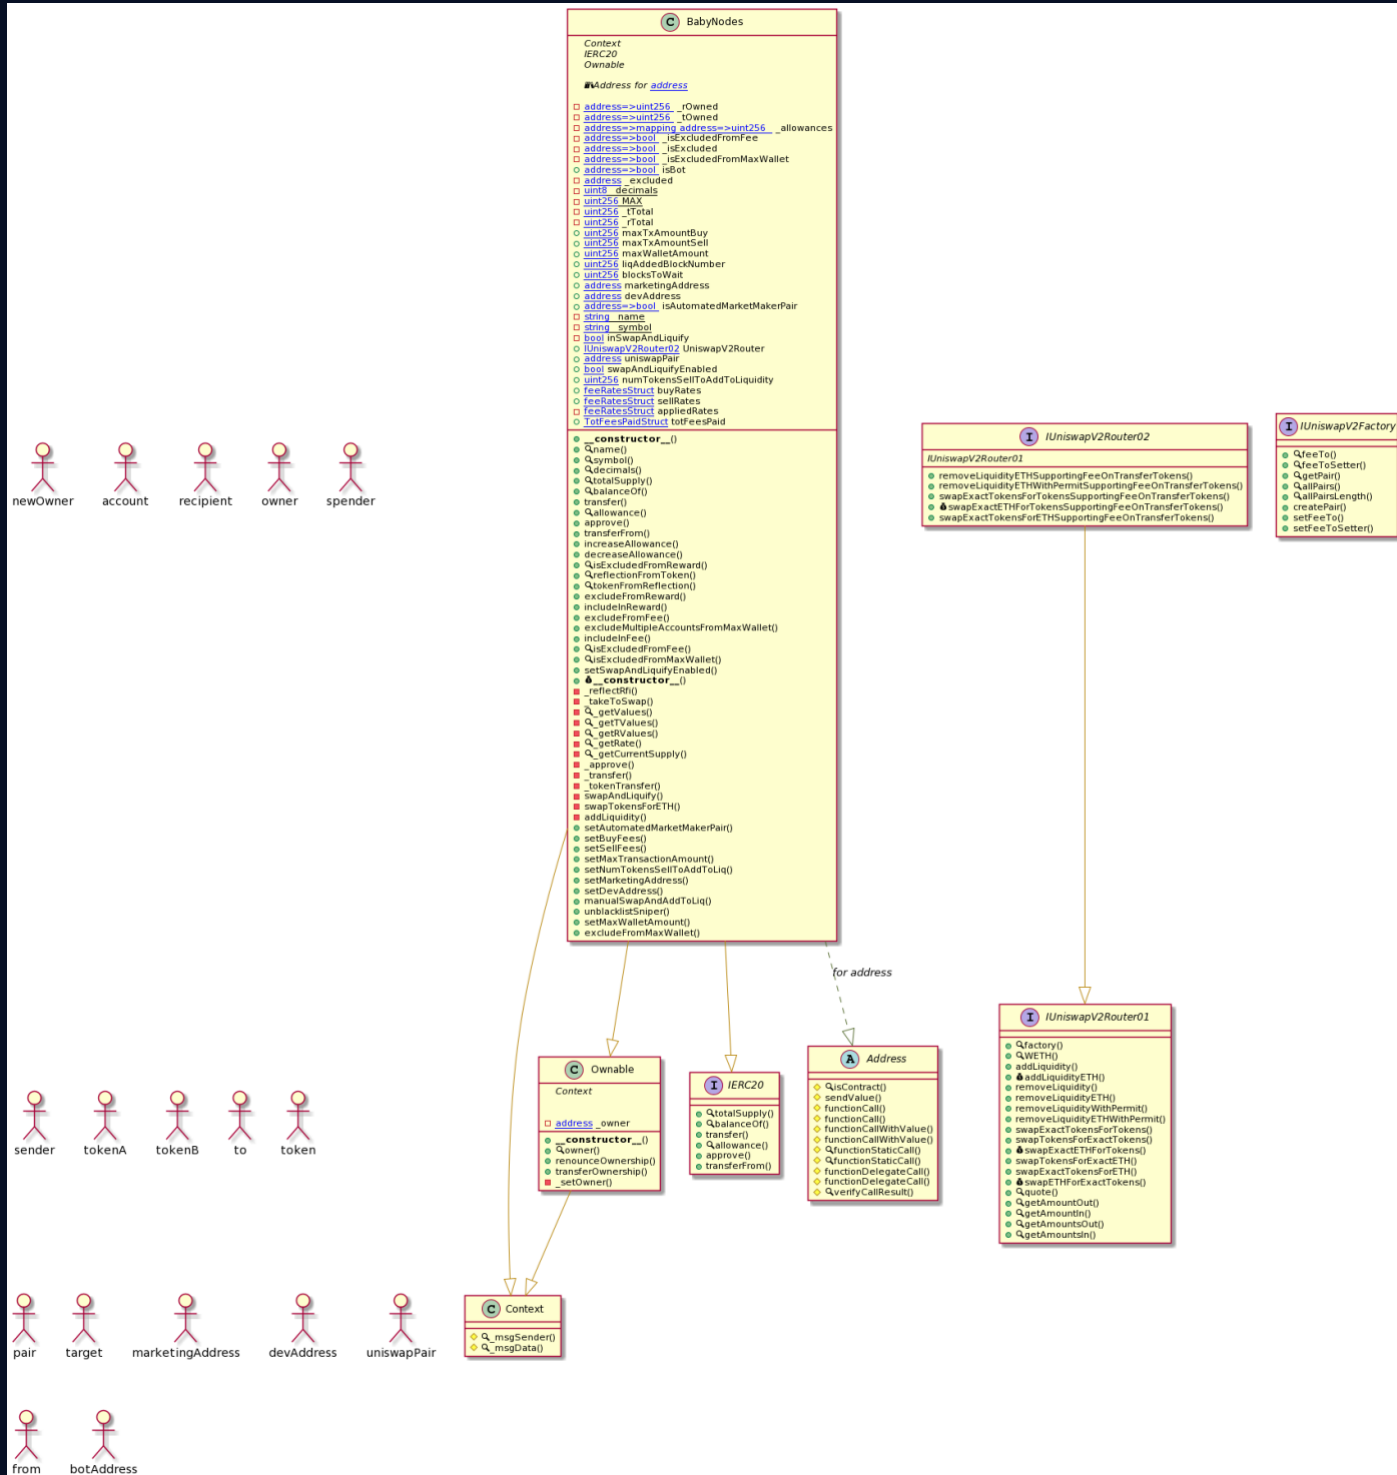 BabyNodes
Context
IERC20
Ownable
Address for address
address=>uint256 _rOwned
address=>uint256 _tOwned
address=>mapping address=>uint256 _allowances
address=>bool _isExcludedFromFee
address=>bool _isExcluded
address=>bool _isExcludedFromMaxWallet
address=>bool isBot
address _excluded
uint8 _decimals
uint256 MAX
uint256 _tTotal
uint256 _rTotal
uint256 maxTxAmountBuy
uint256 maxTxAmountSell
uint256 maxWalletAmount
uint256 liqAddedBlockNumber
uint256 blocksToWait
address marketingAddress
address devAddress
address=>bool isAutomatedMarketMakerPair
string _name
string _symbol
bool inSwapAndLiquify
IUniswapV2Router02 UniswapV2Router
address uniswapPair
bool swapAndLiquifyEnabled
uint256 numTokensSellToAddToLiquidity
feeRatesStruct buyRates
feeRatesStruct sellRates
feeRatesStruct appliedRates
TotFeesPaidStruct totFeesPaid
__constructor__()
name()
symbol()
decimals()
totalSupply()
balanceOf()
transfer()
allowance()
approve()
transferFrom()
increaseAllowance()
decreaseAllowance()
isExcludedFromReward()
reflectionFromToken()
tokenFromReflection()
excludeFromReward()
includeInReward()
excludeFromFee()
excludeMultipleAccountsFromMaxWallet()
includeInFee()
isExcludedFromFee()
isExcludedFromMaxWallet()
setSwapAndLiquifyEnabled()
__constructor__()
_reflectRfi()
_takeToSwap()
_getValues()
_getTValues()
_getRValues()
_getRate()
_getCurrentSupply()
_approve()
_transfer()
_tokenTransfer()
swapAndLiquify()
swapTokensForETH()
addLiquidity()
setAutomatedMarketMakerPair()
setBuyFees()
setSellFees()
setMaxTransactionAmount()
setNumTokensSellToAddToLiq()
setMarketingAddress()
setDevAddress()
manualSwapAndAddToLiq()
unblacklistSniper()
setMaxWalletAmount()
excludeFromMaxWallet()
newOwner account recipient owner spender
IUniswapV2Router02
IUniswapV2Router01
removeLiquidityETHSupportingFeeOnTransferTokens()
removeLiquidityETHWithPermitSupportingFeeOnTransferTokens()
swapExactTokensForTokensSupportingFeeOnTransferTokens()
swapExactETHForTokensSupportingFeeOnTransferTokens()
swapExactTokensForETHSupportingFeeOnTransferTokens()
IUniswapV2Factory
feeTo()
feeToSetter()
getPair()
allPairs()
allPairsLength()
createPair()
setFeeTo()
setFeeToSetter()
for address
sender tokenA tokenB to token
Ownable
Context
address _owner
__constructor__()
owner()
renounceOwnership()
transferOwnership()
_setOwner()
IERC20
totalSupply()
balanceOf()
transfer()
allowance()
approve()
transferFrom()
Address
isContract()
sendValue()
functionCall()
functionCall()
functionCallWithValue()
functionCallWithValue()
functionStaticCall()
functionStaticCall()
functionDelegateCall()
functionDelegateCall()
verifyCallResult()
IUniswapV2Router01
factory()
WETH()
addLiquidity()
addLiquidityETH()
removeLiquidity()
removeLiquidityETH()
removeLiquidityWithPermit()
removeLiquidityETHWithPermit()
swapExactTokensForTokens()
swapTokensForExactTokens()
swapExactETHForTokens()
swapTokensForExactETH()
swapExactTokensForETH()
swapETHForExactTokens()
quote()
getAmountOut()
getAmountIn()
getAmountsOut()
getAmountsIn()
pair target marketingAddress devAddress uniswapPair
Context
_msgSender()
_msgData()
from botAddress